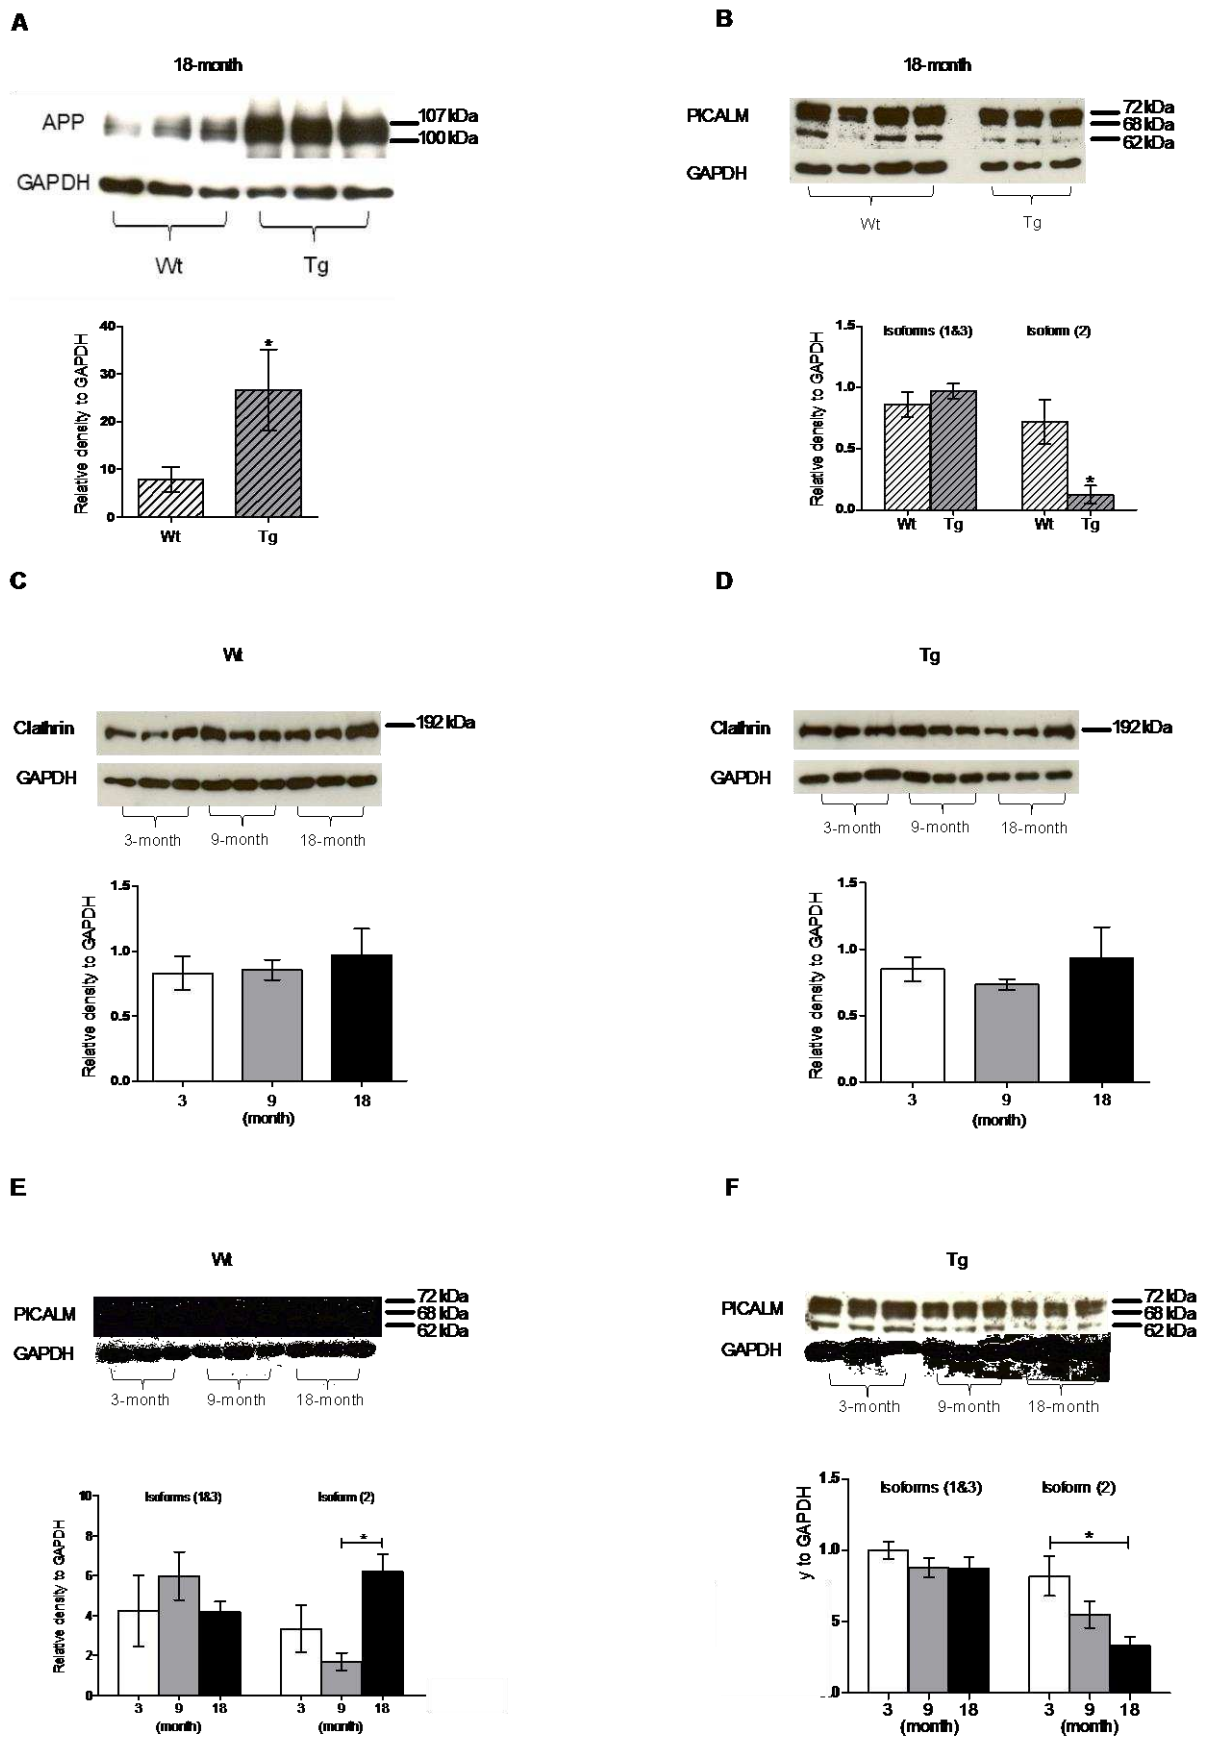 A
18-month
APP
107 kDa
100 kDa
GAPDH
Wt
Tg
Relative density to GAPDH
40
30
20
10
0
*
Wt
Tg
B
18-month
PICALM
72 kDa
68 kDa
62 kDa
GAPDH
Wt
Tg
Relative density to GAPDH
1.5
1.0
0.5
0.0
Isoforms (1&3)
Isoform (2)
*
Wt
Tg
Wt
Tg
C
Wt
Clathrin
192 kDa
GAPDH
3-month
9-month
18-month
Relative density to GAPDH
1.5
1.0
0.5
0.0
3
9
18
(month)
D
Tg
Clathrin
192 kDa
GAPDH
3-month
9-month
18-month
Relative density to GAPDH
1.5
1.0
0.5
0.0
3
9
18
(month)
E
Wt
PICALM
72 kDa
68 kDa
62 kDa
GAPDH
3-month
9-month
18-month
Relative density to GAPDH
10
8
6
4
2
0
Isoforms (1&3)
Isoform (2)
*
3
9
18
3
9
18
(month)
(month)
F
Tg
PICALM
72 kDa
68 kDa
62 kDa
GAPDH
3-month
9-month
18-month
y to GAPDH
1.5
1.0
5
.0
Isoforms (1&3)
Isoform (2)
*
3
9
18
3
9
18
(month)
(month)